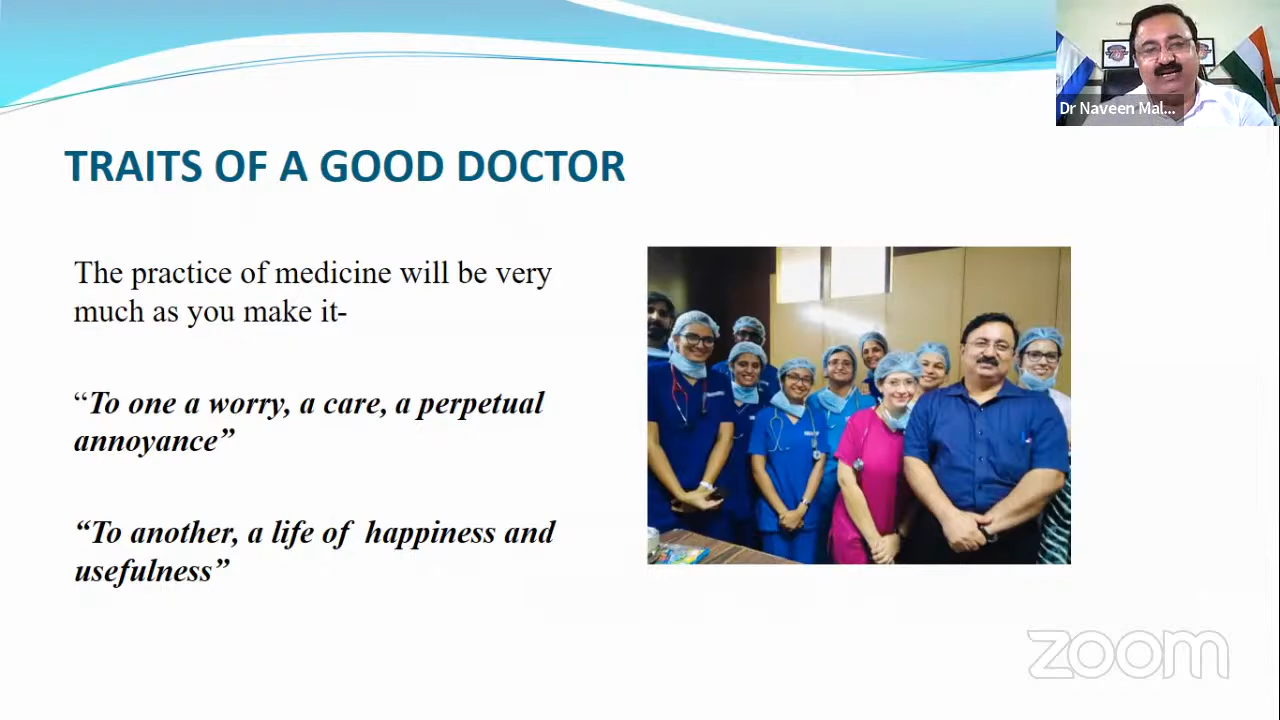 Dr Naveen Mal...
TRAITS OF A GOOD DOCTOR
The practice of medicine will be very
much as you make it-
“To one a worry, a care, a perpetual
annoyance”
“To another, a life of  happiness and
usefulness”
zoom